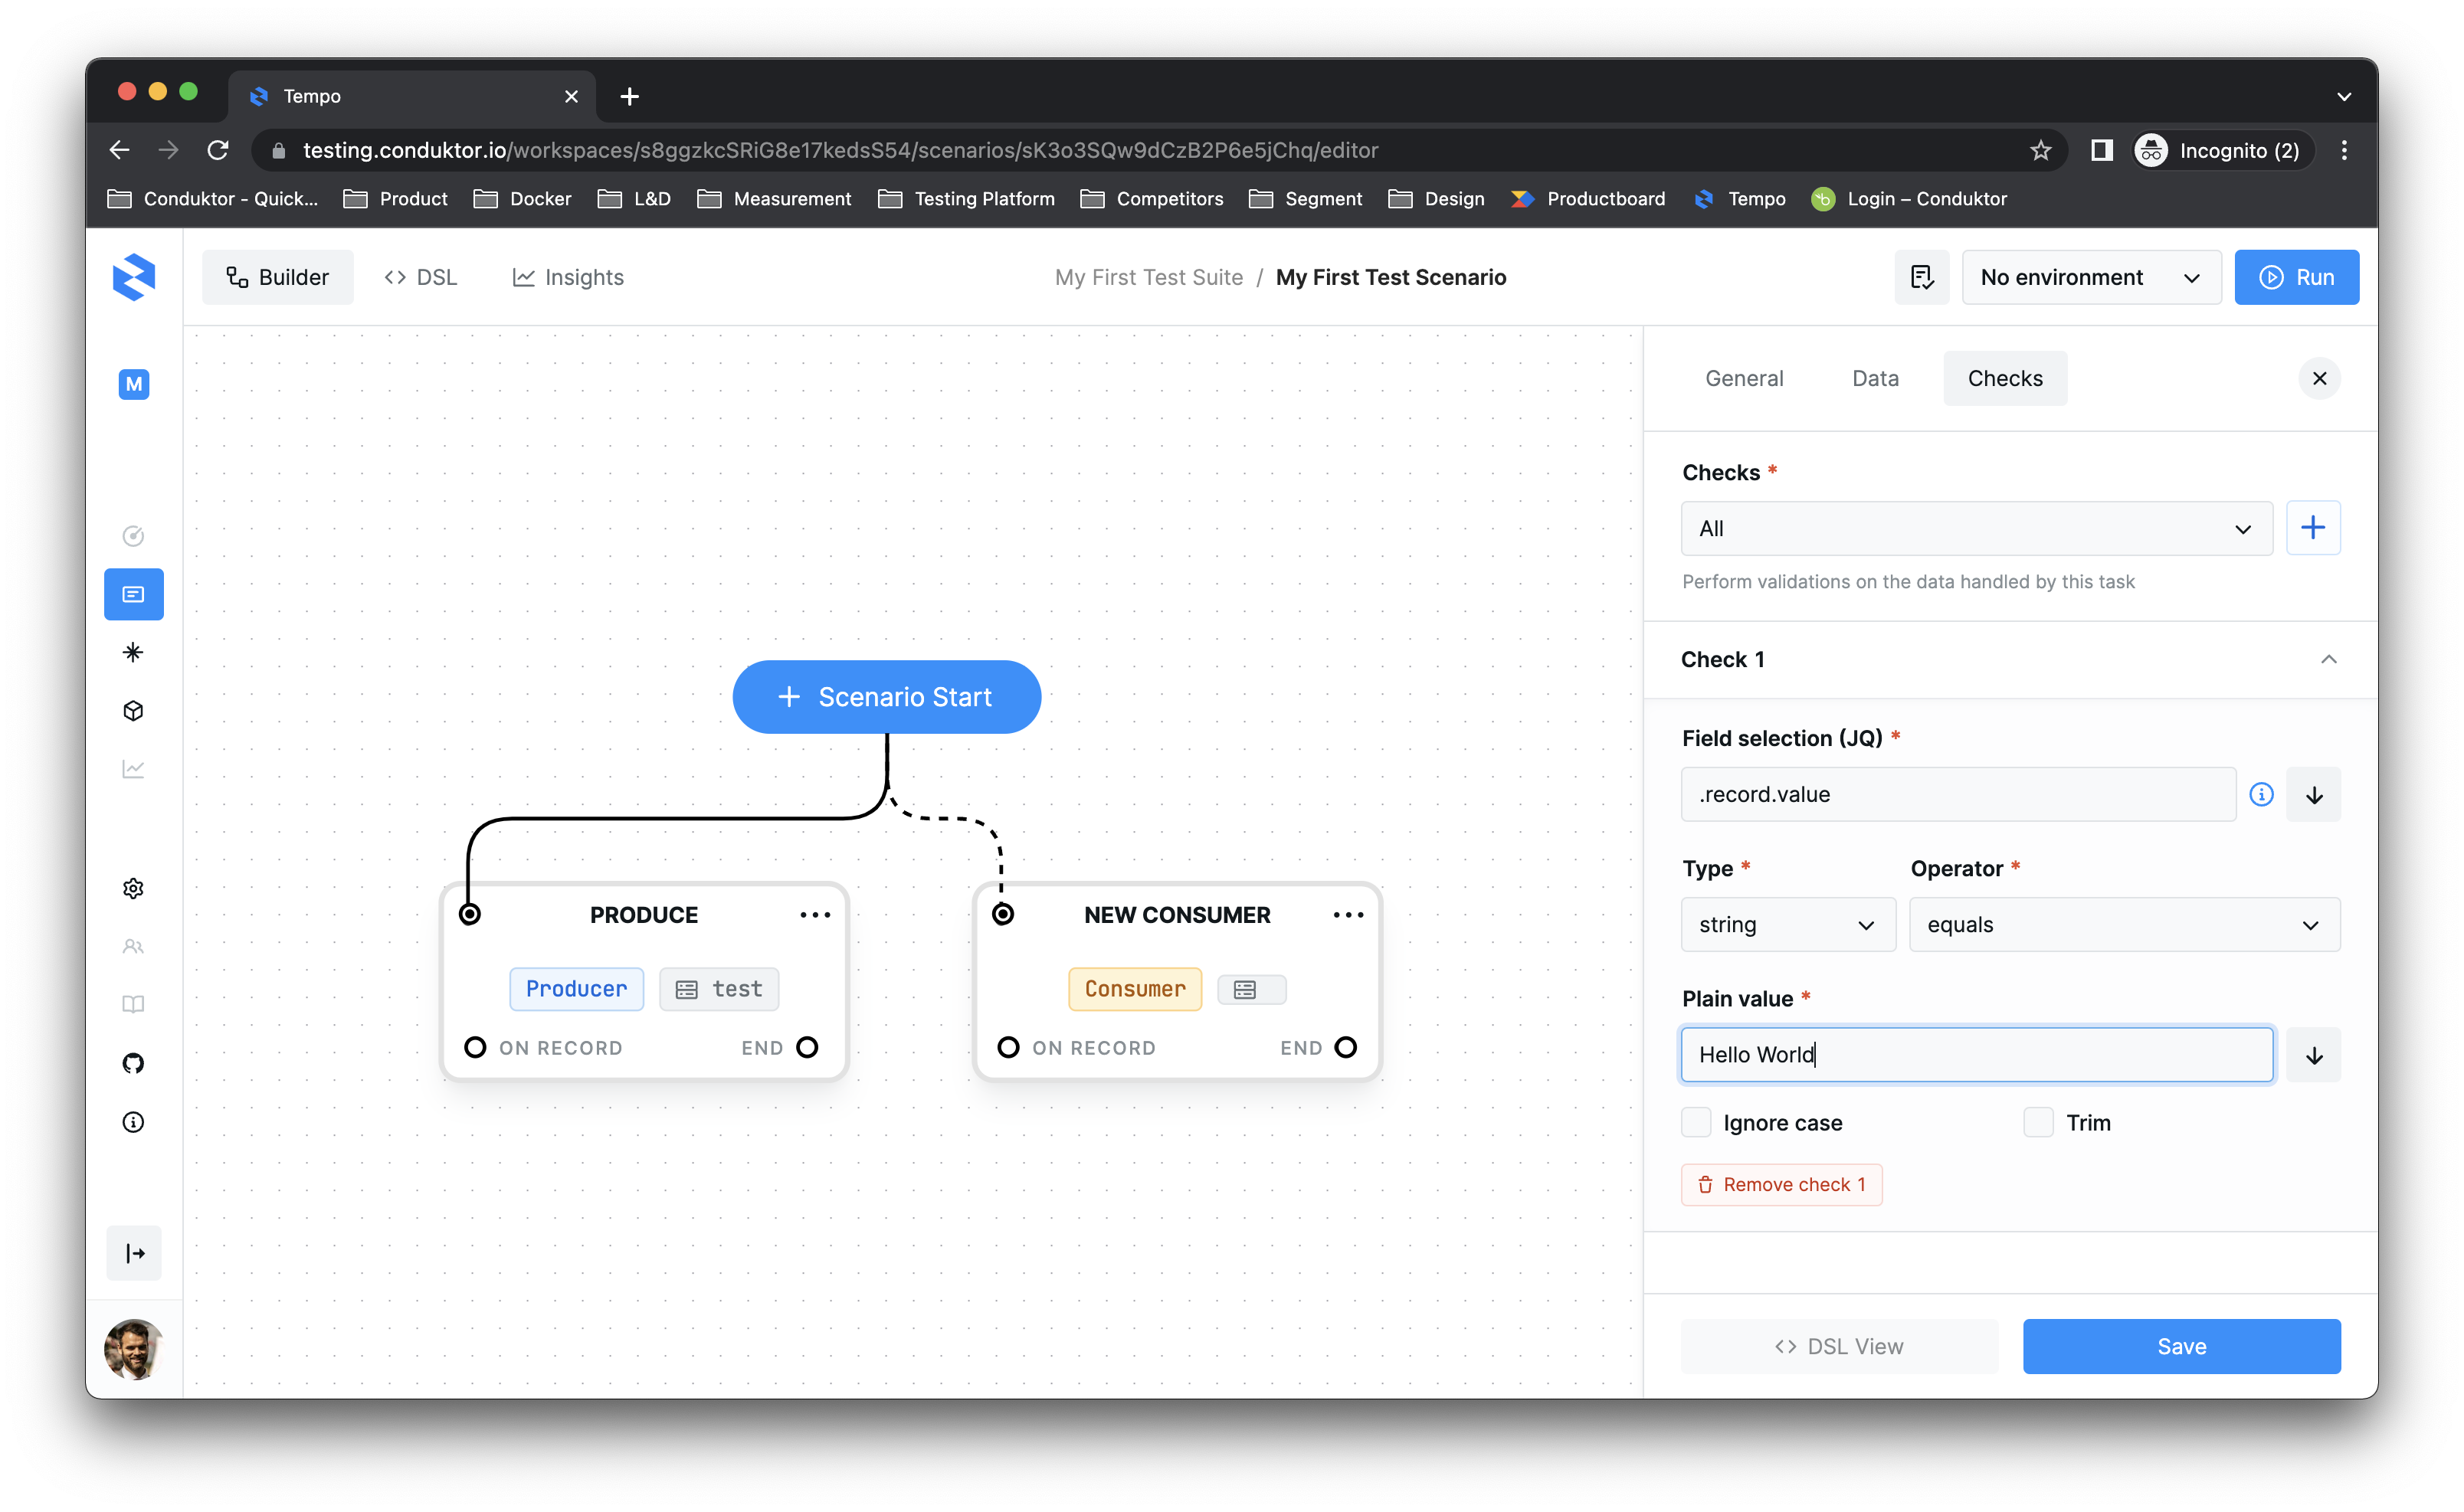 Tempo
testing.conduktor.io/workspaces/s8ggzkcSRiG8e17kedsS54/scenarios/sK3o3SQw9dCzB2P6e5jChq/editor
Incognito (2)
Conduktor - Quick... Product Docker L&D Measurement Testing Platform Competitors Segment Design Productboard Tempo Login – Conduktor
Builder DSL Insights
My First Test Suite / My First Test Scenario
No environment
Run
M
General Data Checks
Checks *
All
Perform validations on the data handled by this task
Check 1
Field selection (JQ) *
.record.value
Type * Operator *
string equals
Plain value *
Hello World
Ignore case Trim
Remove check 1
DSL View Save
Scenario Start
PRODUCE
Producer test
ON RECORD END
NEW CONSUMER
Consumer
ON RECORD END